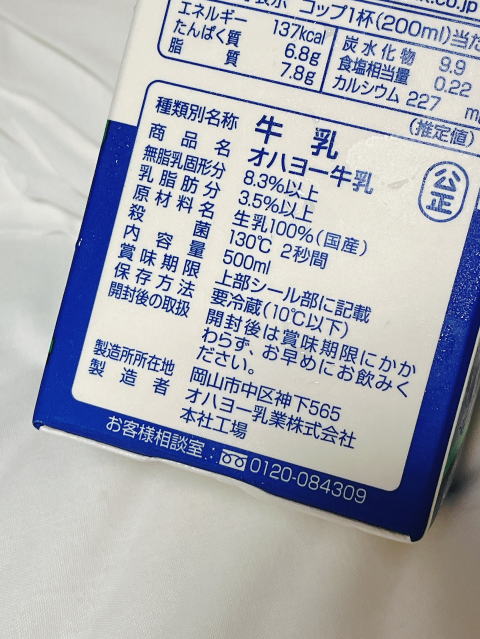 k.co.jp
表示 コップ1杯(200ml)当た
エネルギー 137kcal
たんぱく質 6.8g
脂質 7.8g
炭水化物 9.9
食塩相当量 0.22
カルシウム 227 m
(推定値)
種類別名称 牛乳
商品名 オハヨー牛乳
無脂乳固形分 8.3%以上
乳脂肪分 3.5%以上
原材料名 生乳100%(国産)
殺菌 130℃ 2秒間
内容量 500ml
賞味期限 上部シール部に記載
保存方法 要冷蔵(10℃以下)
開封後の取扱 開封後は賞味期限にかか
わらず、お早めにお飲みく
ださい。
製造所所在地 岡山市中区神下565
製造者 オハヨー乳業株式会社
本社工場
公正
お客様相談室: 0120-084309